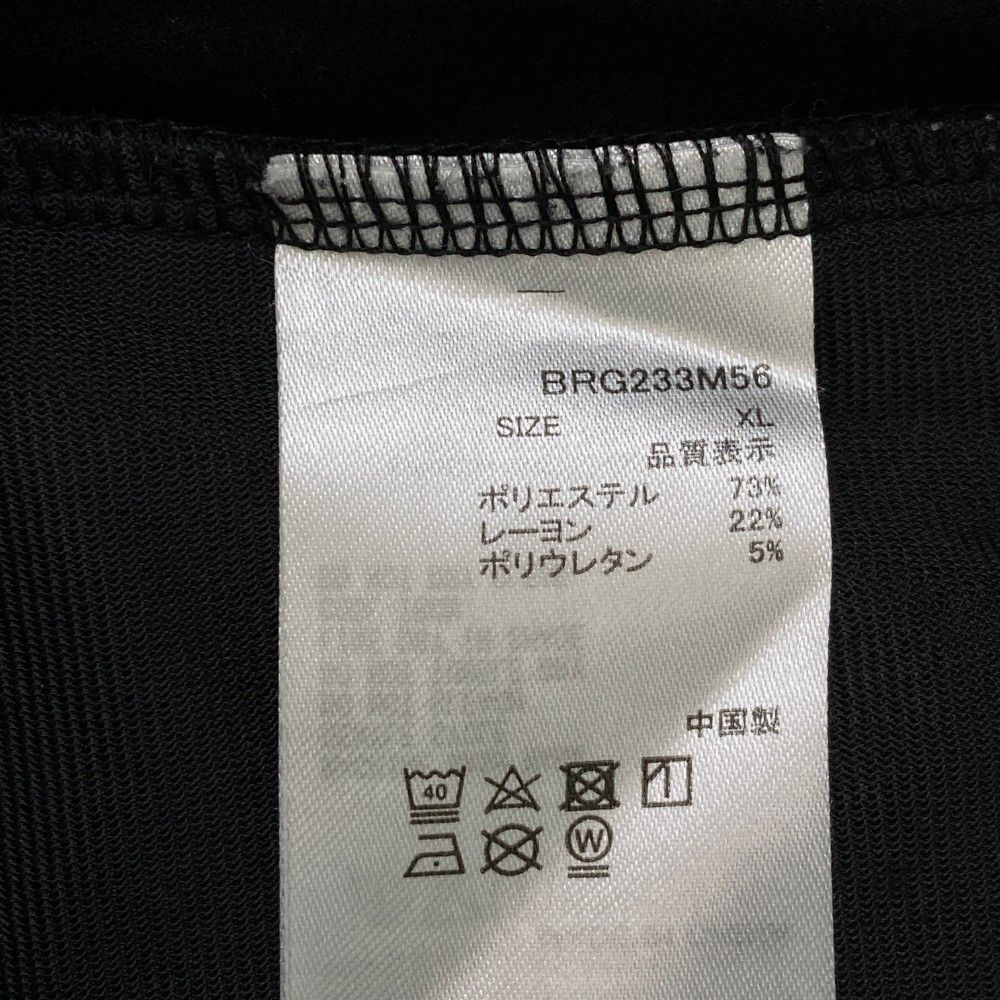 BRG233M56
SIZE XL
品質表示
ポリエステル 73%
レーヨン 22%
ポリウレタン 5%
中国製
40
W